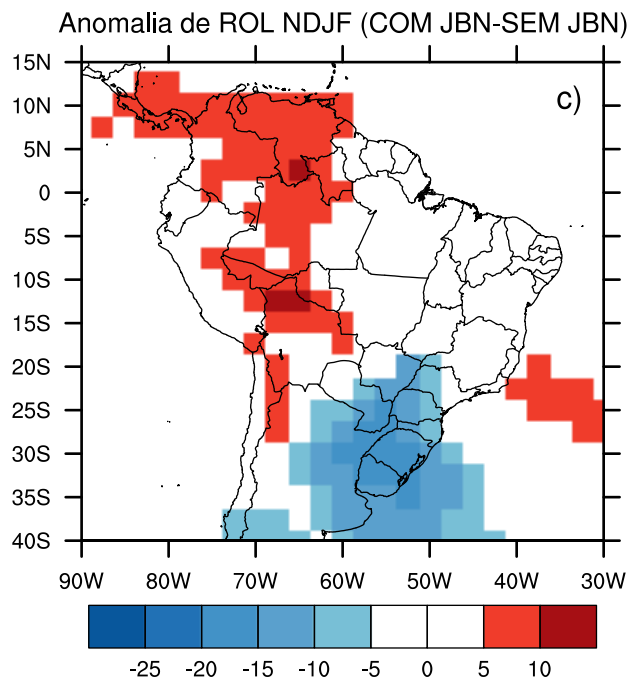 Anomalia de ROL NDJF (COM JBN-SEM JBN)
15N
c)
10N
5N
0
5S
10S
15S
20S
25S
30S
35S
40S
90W 80W 70W 60W 50W 40W 30W
-25 -20 -15 -10 -5 0 5 10